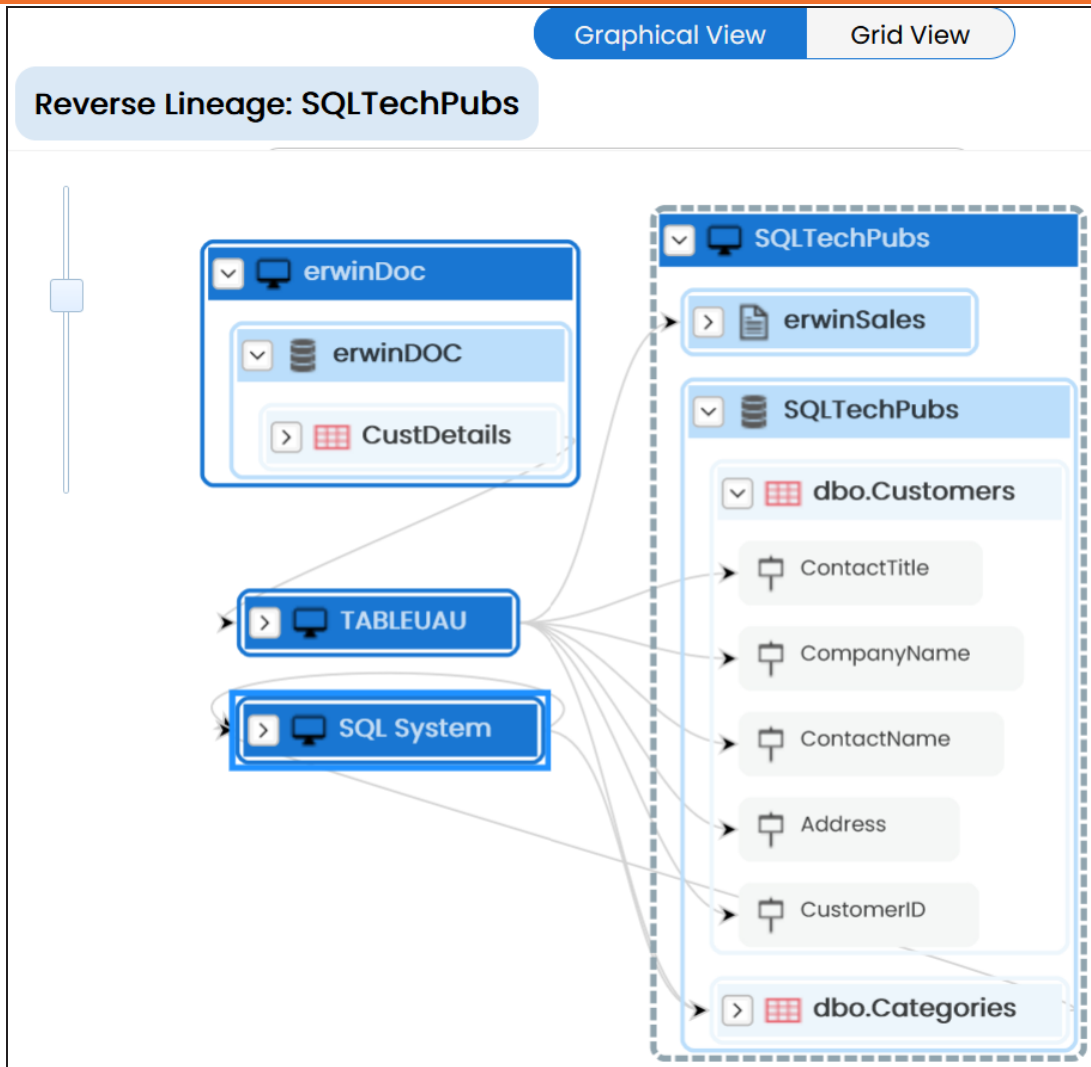 Graphical View
Grid View
Reverse Lineage: SQLTechPubs
erwinDoc
erwinDOC
CustDetails
TABLEUAU
SQL System
SQLTechPubs
erwinSales
SQLTechPubs
dbo.Customers
ContactTitle
CompanyName
ContactName
Address
CustomerID
dbo.Categories